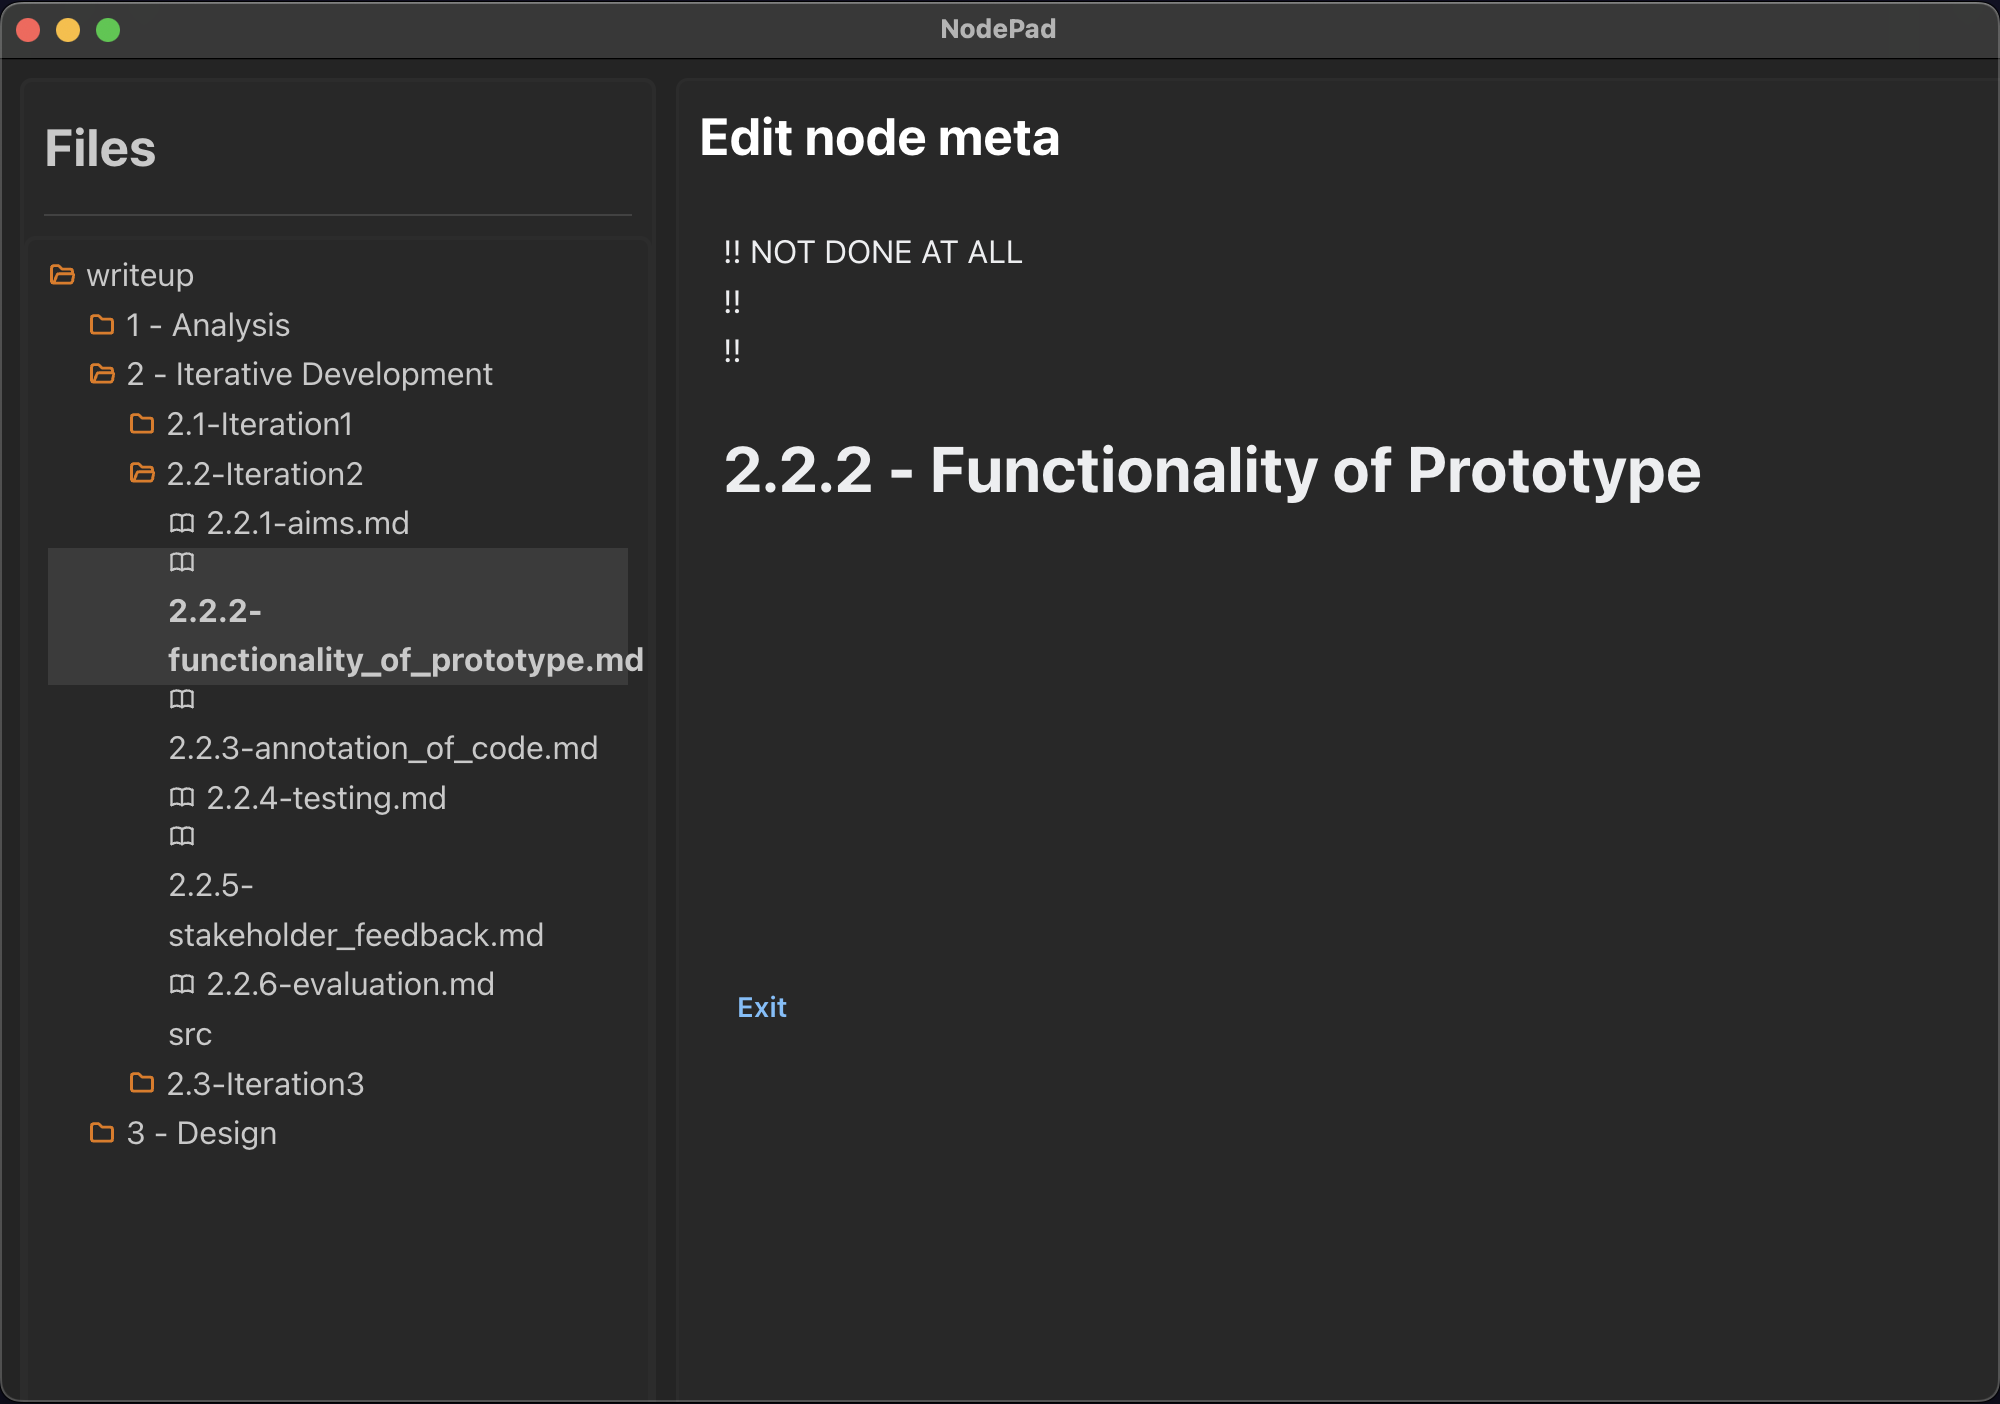 NodePad
Files
writeup
1 - Analysis
2 - Iterative Development
2.1-Iteration1
2.2-Iteration2
2.2.1-aims.md
2.2.2-
functionality_of_prototype.md
2.2.3-annotation_of_code.md
2.2.4-testing.md
2.2.5-
stakeholder_feedback.md
2.2.6-evaluation.md
src
2.3-Iteration3
3 - Design
Edit node meta
!! NOT DONE AT ALL
!!
!!
2.2.2 - Functionality of Prototype
Exit